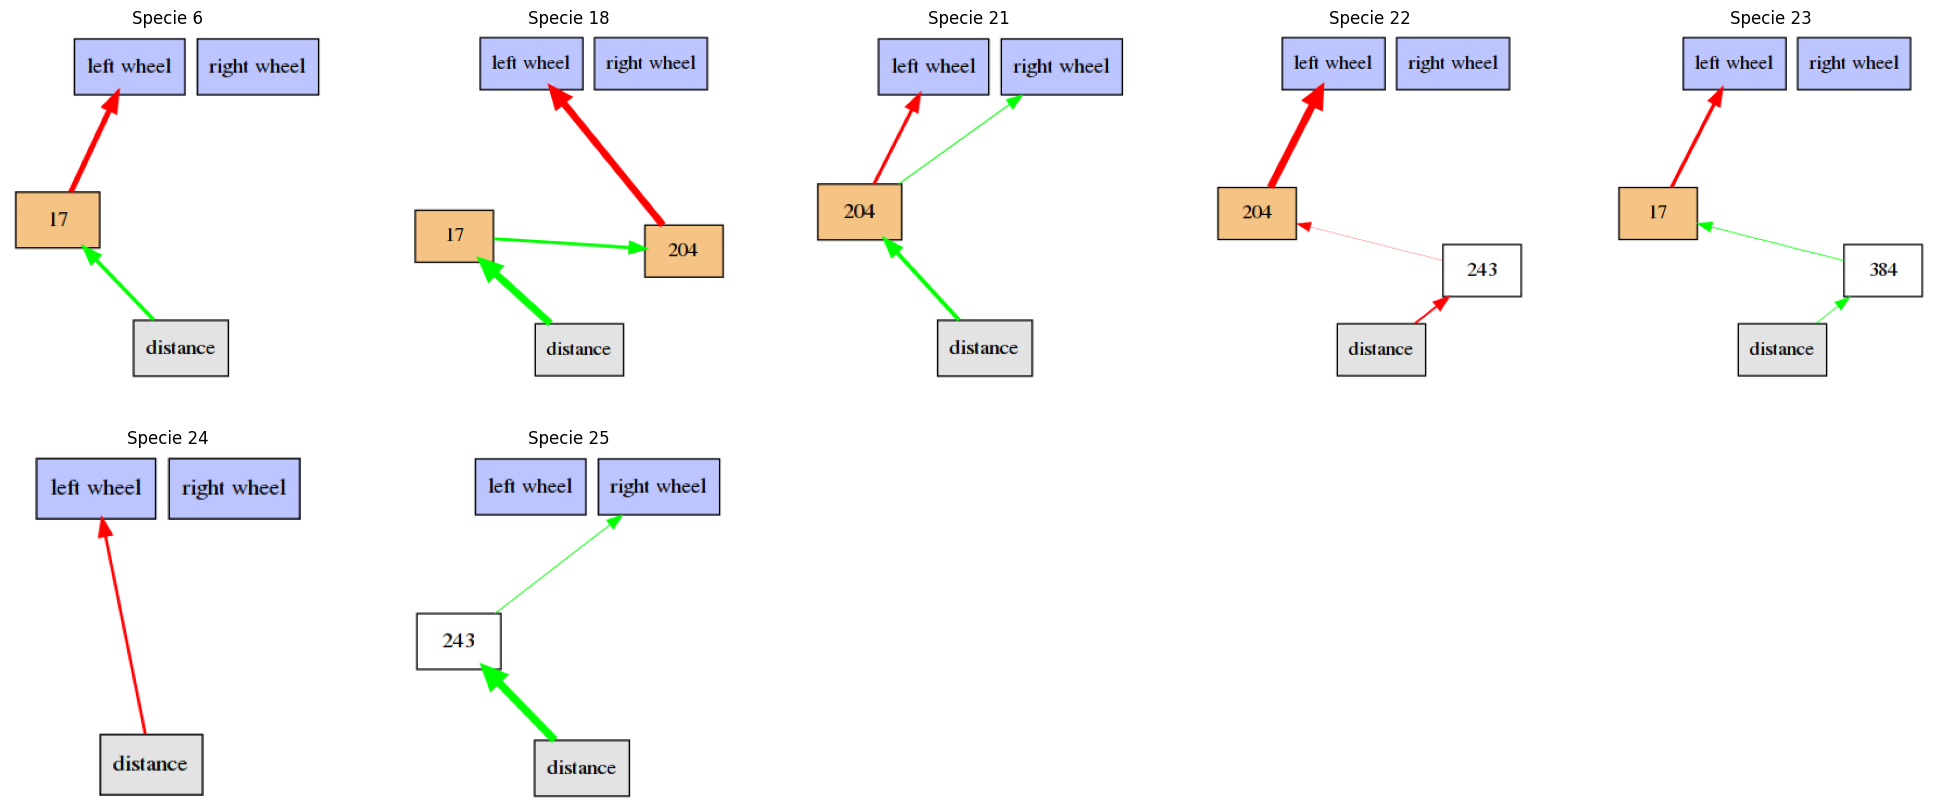 Specie 6
left wheel
right wheel
17
distance
Specie 18
left wheel
right wheel
17
204
distance
Specie 21
left wheel
right wheel
204
distance
Specie 22
left wheel
right wheel
204
243
distance
Specie 23
left wheel
right wheel
17
384
distance
Specie 24
left wheel
right wheel
distance
Specie 25
left wheel
right wheel
243
distance